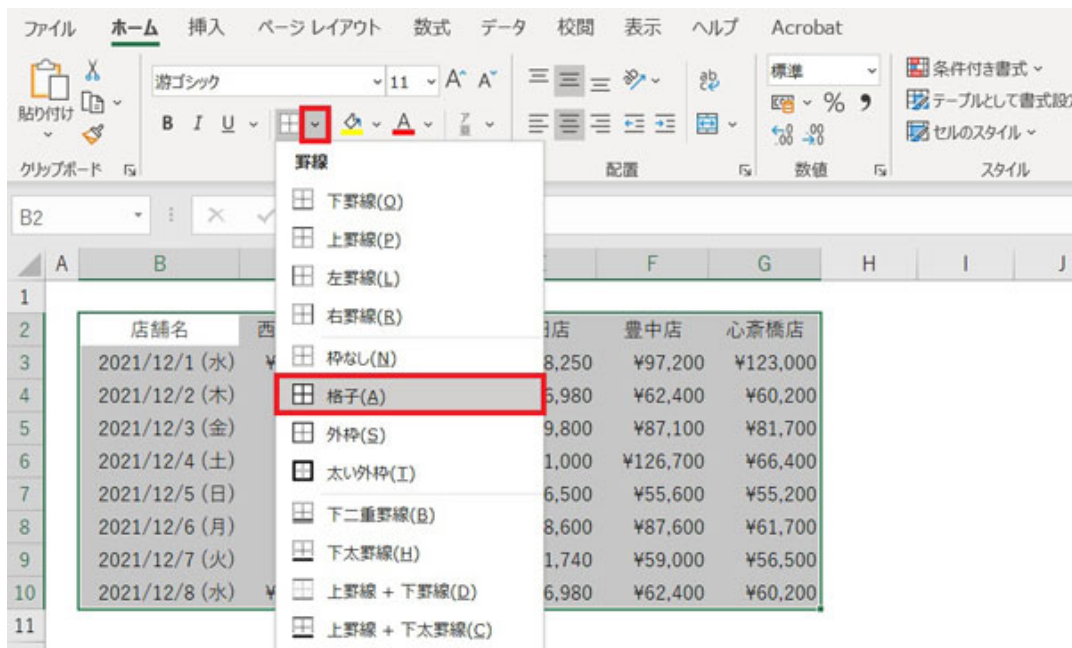 ファイル ホーム 挿入 ページ レイアウト 数式 データ 校閲 表示 ヘルプ Acrobat
貼り付け 游ゴシック 11 A A ab 標準 条件付き書式
% 9 テーブルとして書式設
B I U A ア亜 .00 .00 セルのスタイル
クリップボード 配置 数値 スタイル
罫線
下罫線(O)
上罫線(P)
左罫線(L)
右罫線(R)
枠なし(N)
格子(A)
外枠(S)
太い外枠(T)
下二重罫線(B)
下太罫線(H)
上罫線 + 下罫線(D)
上罫線 + 下太罫線(C)
B2
A B F G H I J
1
2 店舗名 西 店 豊中店 心斎橋店
3 2021/12/1 (水) ¥ 8,250 ¥97,200 ¥123,000
4 2021/12/2 (木) 6,980 ¥62,400 ¥60,200
5 2021/12/3 (金) 9,800 ¥87,100 ¥81,700
6 2021/12/4 (土) 1,000 ¥126,700 ¥66,400
7 2021/12/5 (日) 6,500 ¥55,600 ¥55,200
8 2021/12/6 (月) 8,600 ¥87,600 ¥61,700
9 2021/12/7 (火) 1,740 ¥59,000 ¥56,500
10 2021/12/8 (水) ¥ 6,980 ¥62,400 ¥60,200
11